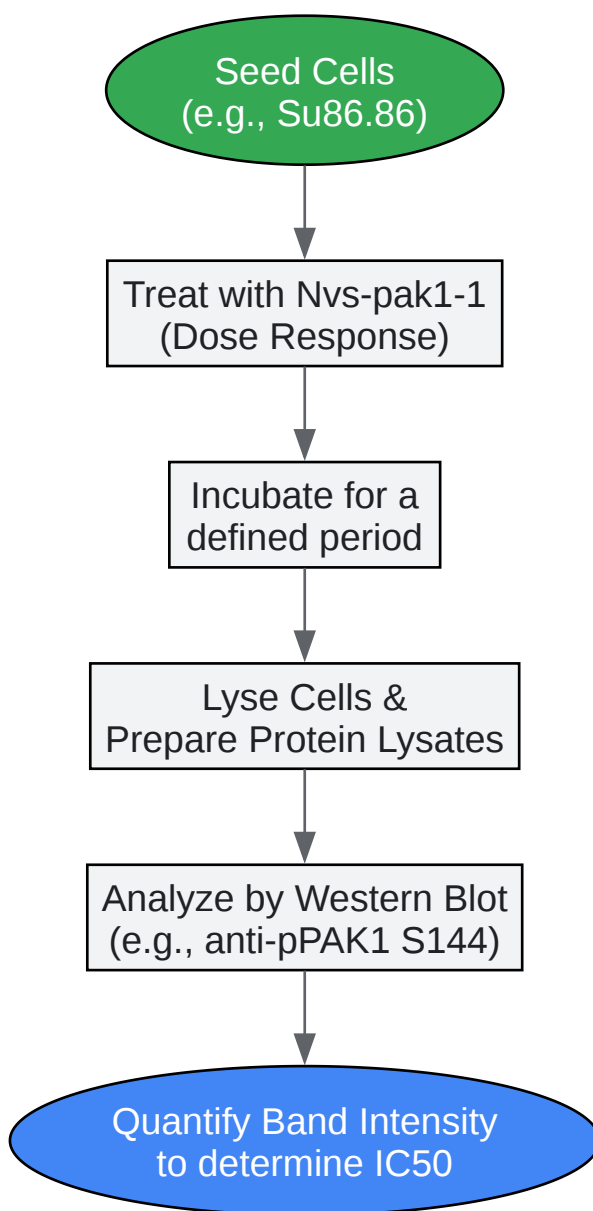 Seed Cells
(e.g., Su86.86)
Treat with Nvs-pak1-1
(Dose Response)
Incubate for a
defined period
Lyse Cells &
Prepare Protein Lysates
Analyze by Western Blot
(e.g., anti-pPAK1 S144)
Quantify Band Intensity
to determine IC50